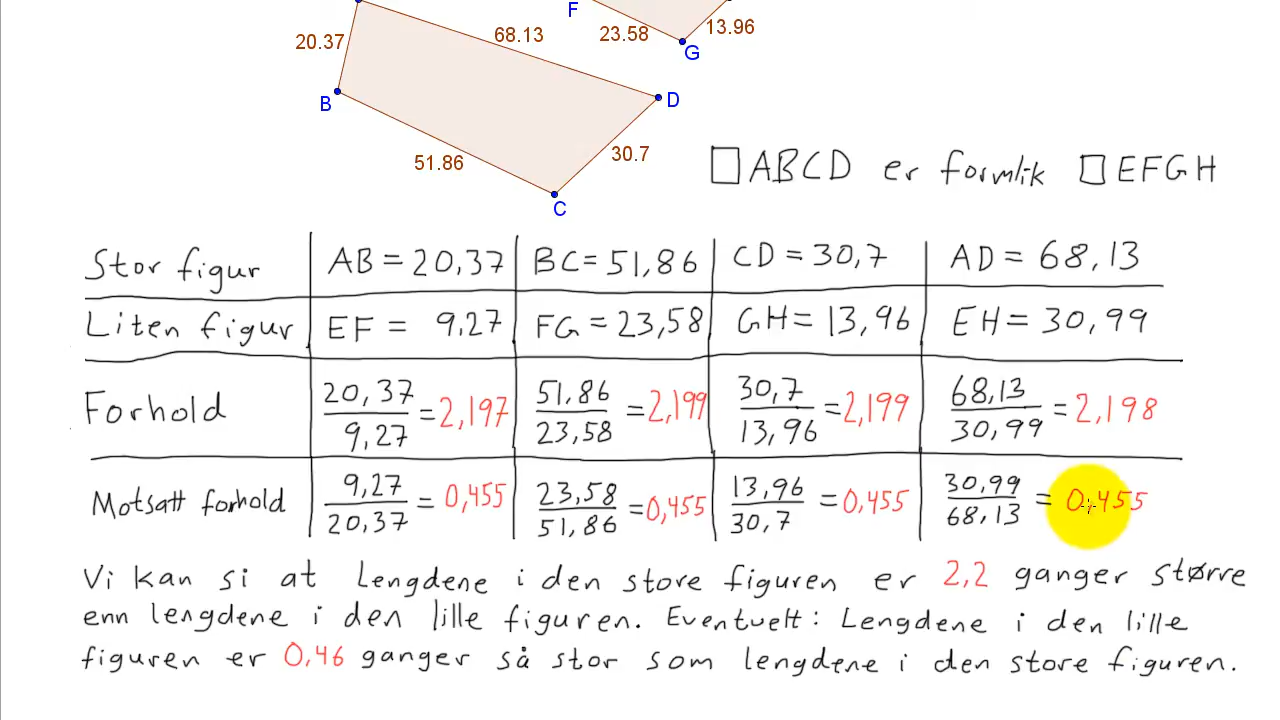 F
23.58
13.96
G
20.37
68.13
B
D
51.86
30.7
C
□ABCD er formlik □EFGH
Stor figur AB = 20,37 BC = 51,86 CD = 30,7 AD = 68,13
Liten figur EF = 9,27 FG = 23,58 GH = 13,96 EH = 30,99
Forhold 20,37/9,27 = 2,197 51,86/23,58 = 2,199 30,7/13,96 = 2,199 68,13/30,99 = 2,198
Motsatt forhold 9,27/20,37 = 0,455 23,58/51,86 = 0,455 13,96/30,7 = 0,455 30,99/68,13 = 0,455
Vi kan si at lengdene i den store figuren er 2,2 ganger større
enn lengdene i den lille figuren. Eventuelt: Lengdene i den lille
figuren er 0,46 ganger så stor som lengdene i den store figuren.